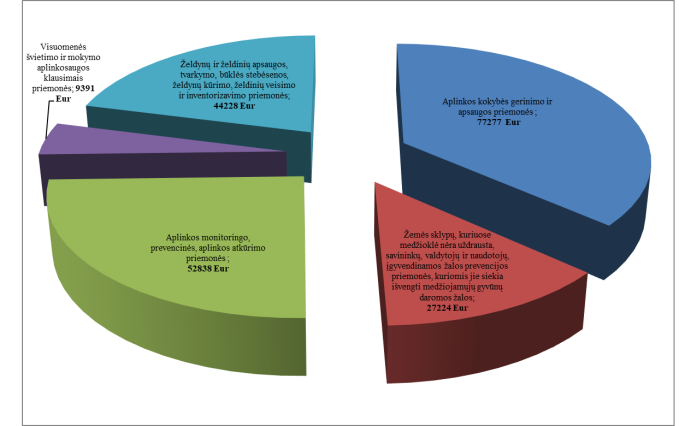 Visuomenės
švietimo ir mokymo
aplinkosaugos
klausimais
priemonės; 9391
Eur
Želdynų ir želdinių apsaugos,
tvarkymo, būklės stebėsenos,
želdynų kūrimo, želdinių veisimo
ir inventorizavimo priemonės;
44228 Eur
Aplinkos kokybės gerinimo ir
apsaugos priemonės ;
77277 Eur
Aplinkos monitoringo,
prevencinės, aplinkos atkūrimo
priemonės ;
52838 Eur
Žemės sklypų, kuriuose
medžioklė nėra uždrausta,
savininkų, valdytojų ir naudotojų,
įgyvendinamos žalos prevencijos
priemonės, kuriomis jie siekia
išvengti medžiojamųjų gyvūnų
daromos žalos;
27224 Eur